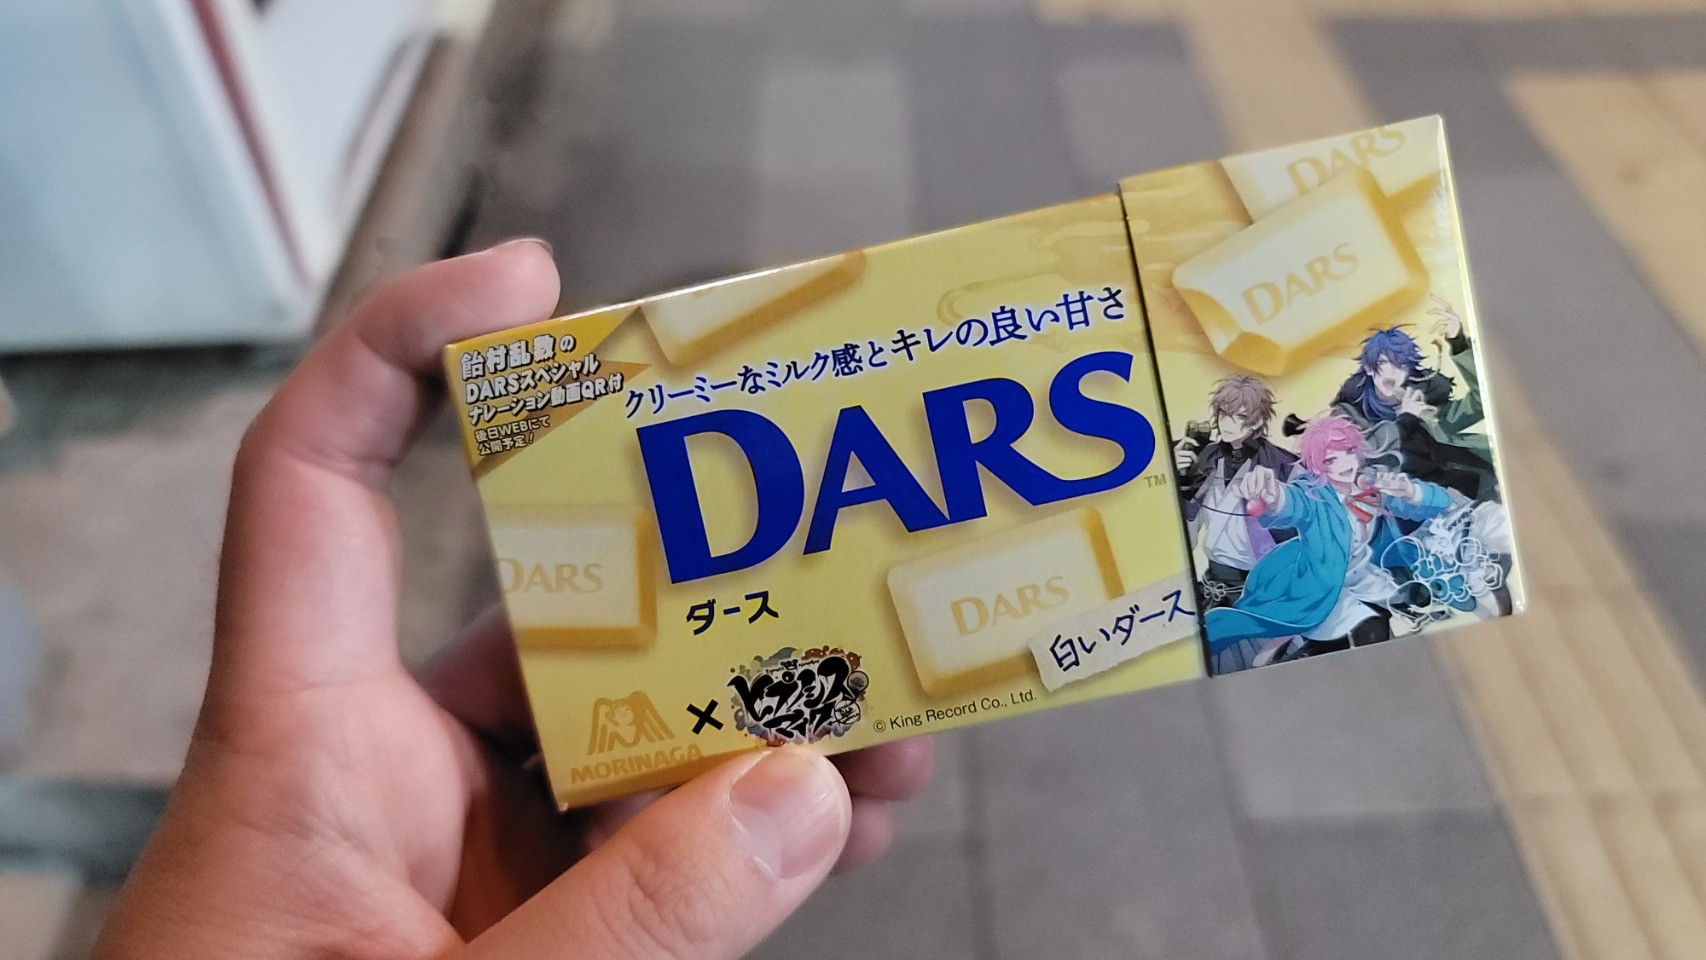 飴村乱数の
DARSスペシャル
ナレーション動画QR付
後日WEBにて
公開予定!
クリーミーなミルク感とキレの良い甘さ
DARS
TM
ダース
DARS
DARS
DARS
DARS
白いダース
MORINAGA
×
ヒプノシスマイク
© King Record Co., Ltd.